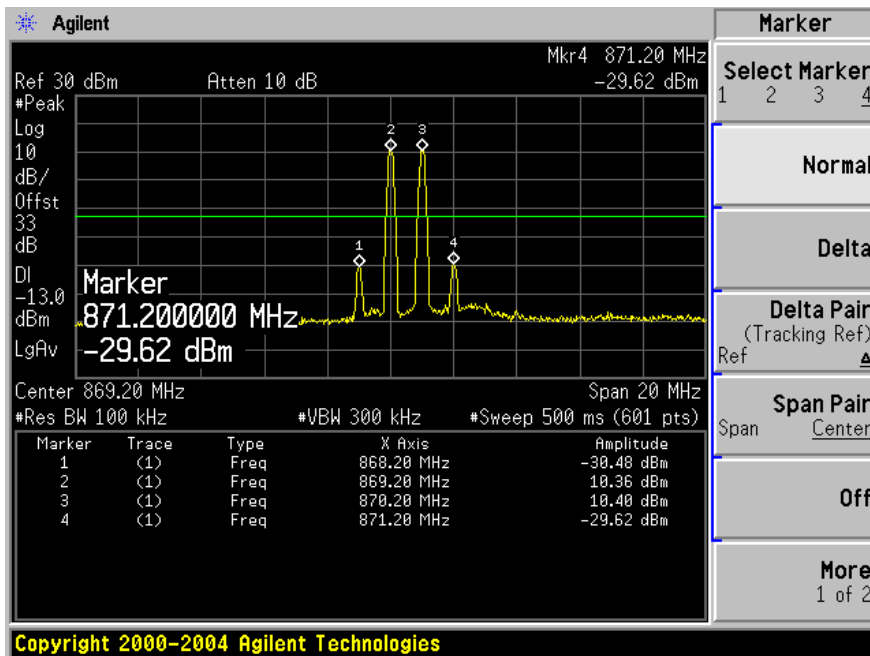 Agilent
Marker
Mkr4 871.20 MHz
Ref 30 dBm Atten 10 dB -29.62 dBm
#Peak
Log
10
dB/
Offst
33
dB
DI
-13.0
dBm
LgAv
1
2
3
4
Marker
871.200000 MHz
-29.62 dBm
Center 869.20 MHz Span 20 MHz
#Res BW 100 kHz #VBW 300 kHz #Sweep 500 ms (601 pts)
Marker Trace Type X Axis Amplitude
1 (1) Freq 868.20 MHz -30.48 dBm
2 (1) Freq 869.20 MHz 10.36 dBm
3 (1) Freq 870.20 MHz 10.40 dBm
4 (1) Freq 871.20 MHz -29.62 dBm
Select Marker
1 2 3 4
Normal
Delta
Delta Pair
(Tracking Ref)
Ref Δ
Span Pair
Span Center
Off
More
1 of 2
Copyright 2000-2004 Agilent Technologies